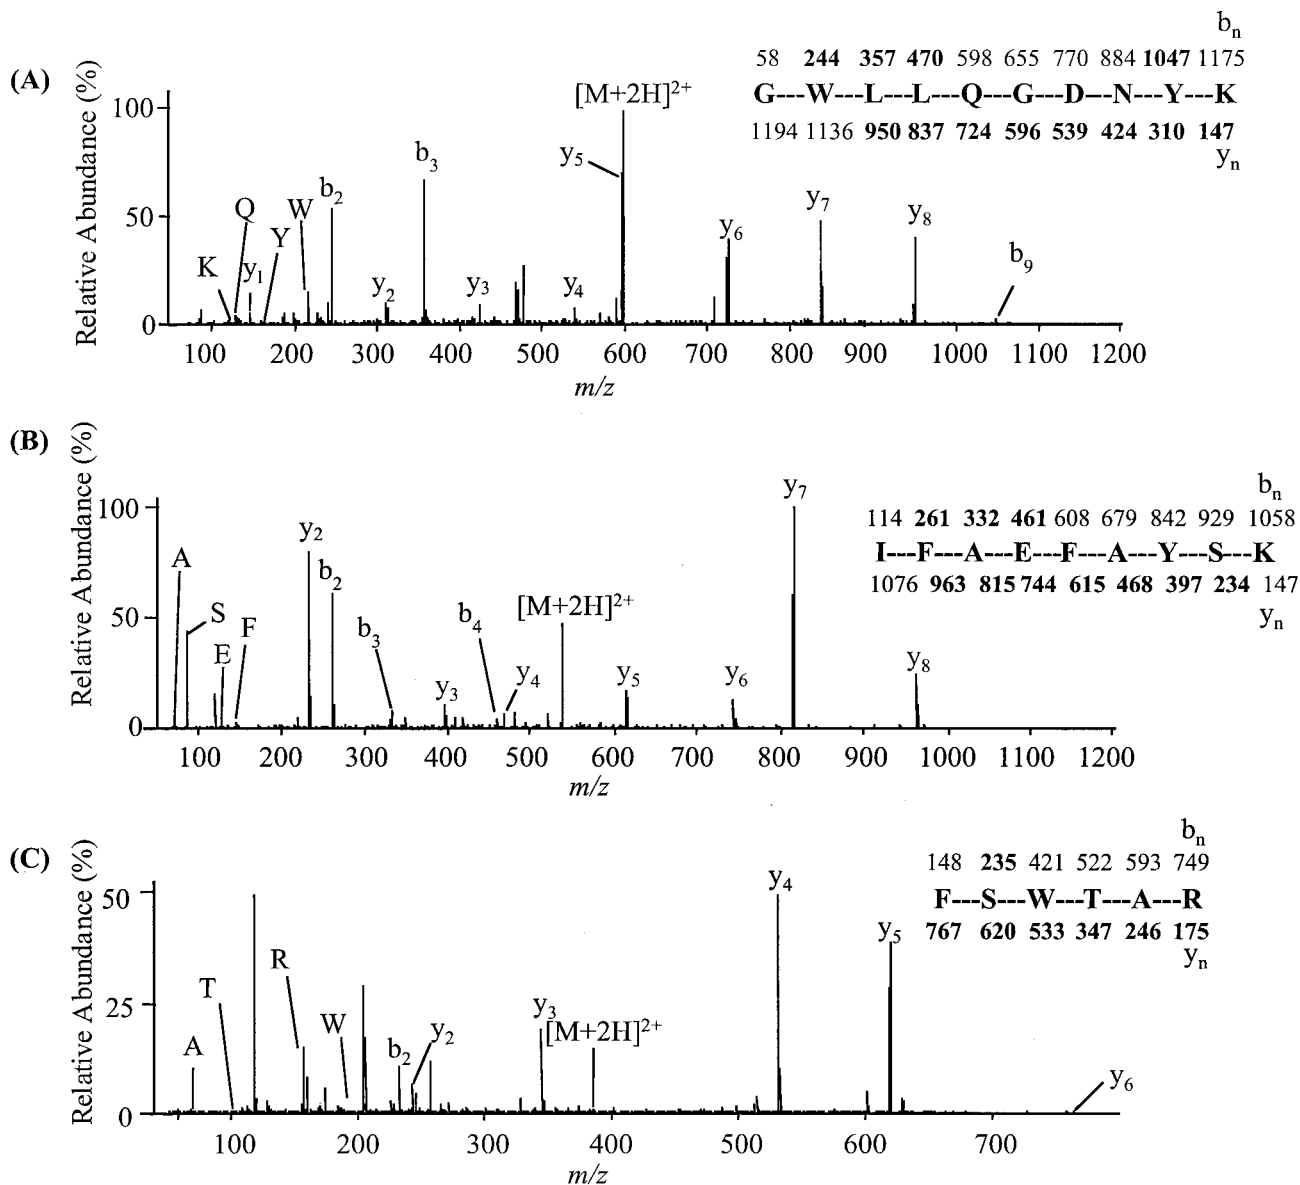 (A)
Relative Abundance (%)
100
50
0
K
Q
y1
Y
W
b2
y2
b3
y3
y4
y5
[M+2H]2+
y6
y7
y8
b9
100 200 300 400 500 600 700 800 900 1000 1100 1200
m/z
bn
58 244 357 470 598 655 770 884 1047 1175
G---W---L---L---Q---G---D---N---Y---K
1194 1136 950 837 724 596 539 424 310 147
yn
(B)
Relative Abundance (%)
100
50
0
A
S
E
F
y2
b2
b3
y3
b4
y4
[M+2H]2+
y5
y6
y7
y8
100 200 300 400 500 600 700 800 900 1000 1100 1200
m/z
bn
114 261 332 461 608 679 842 929 1058
I---F---A---E---F---A---Y---S---K
1076 963 815 744 615 468 397 234 147
yn
(C)
Relative Abundance (%)
50
25
0
A
T
R
W
b2
y2
y3
[M+2H]2+
y4
y5
y6
100 200 300 400 500 600 700
m/z
bn
148 235 421 522 593 749
F---S---W---T---A---R
767 620 533 347 246 175
yn